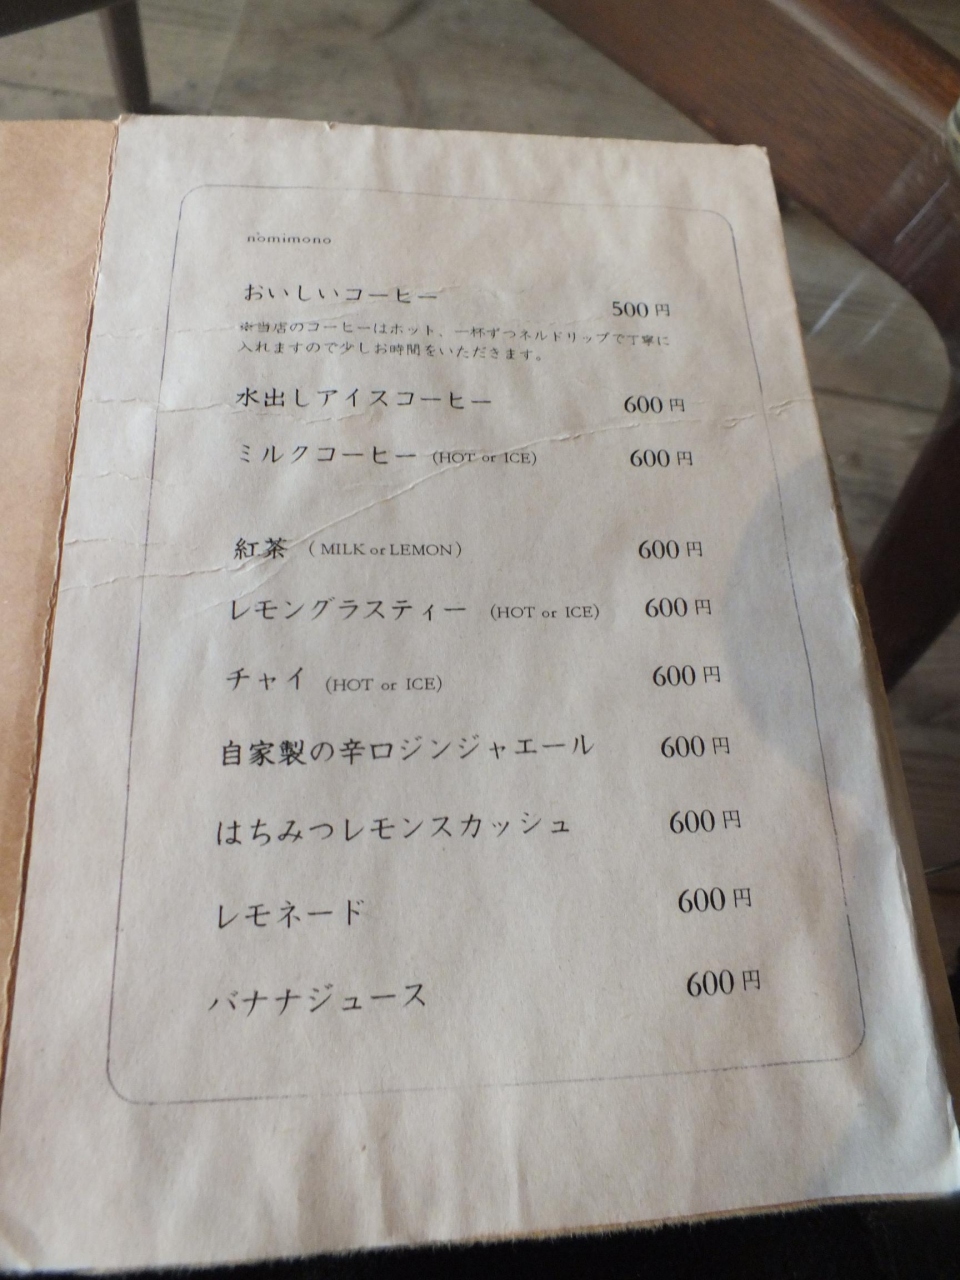 nomimono
おいしいコーヒー 500円
※当店のコーヒーはホット、一杯ずつネルドリップで丁寧に
入れますので少しお時間をいただきます。
水出しアイスコーヒー 600円
ミルクコーヒー (HOT or ICE) 600円
紅茶 (MILK or LEMON) 600円
レモングラスティー (HOT or ICE) 600円
チャイ (HOT or ICE) 600円
自家製の辛口ジンジャエール 600円
はちみつレモンスカッシュ 600円
レモネード 600円
バナナジュース 600円